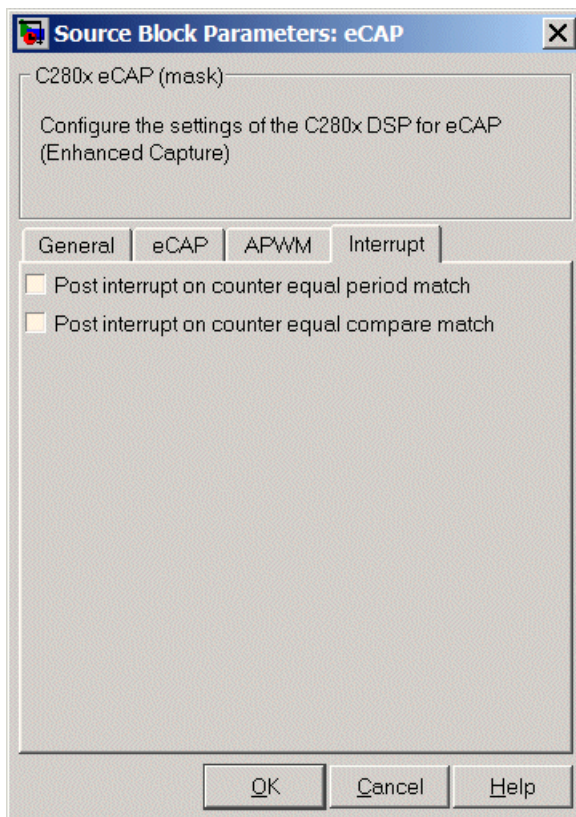 Source Block Parameters: eCAP
C280x eCAP (mask)
Configure the settings of the C280x DSP for eCAP
(Enhanced Capture)
General eCAP APWM Interrupt
Post interrupt on counter equal period match
Post interrupt on counter equal compare match
OK Cancel Help